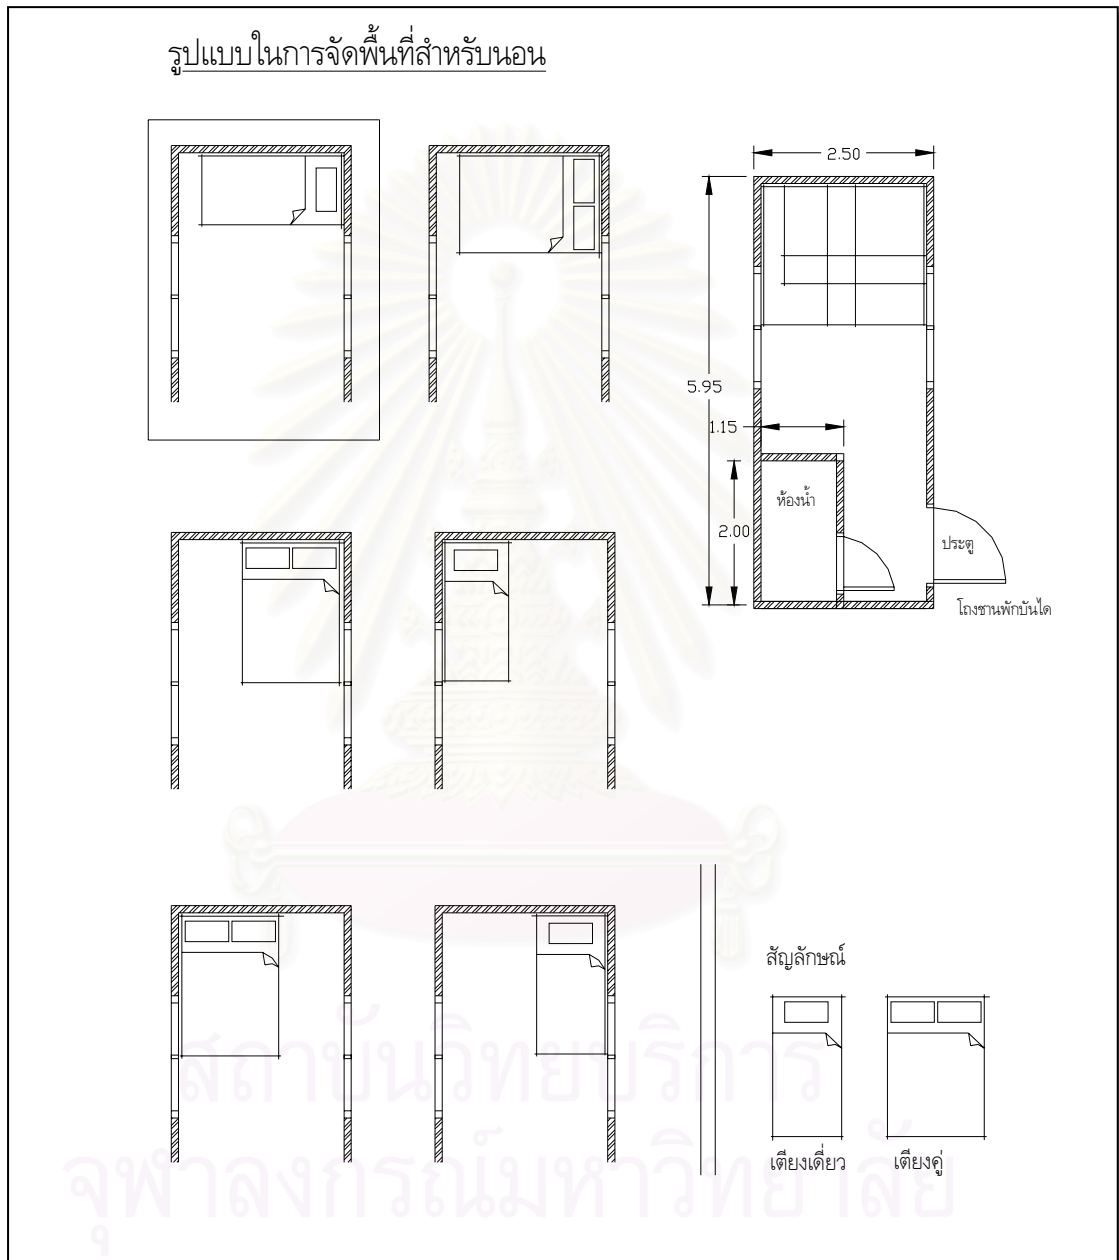 รูปแบบในการจัดพื้นที่สำหรับนอน
2.50
5.95
1.15
ห้องน้ำ
2.00
ประตู
โถงชานพักบันได
สัญลักษณ์
เตียงเดี่ยว
เตียงคู่
สถาบันวิทยบริการ
จุฬาลงกรณ์มหาวิทยาลัย